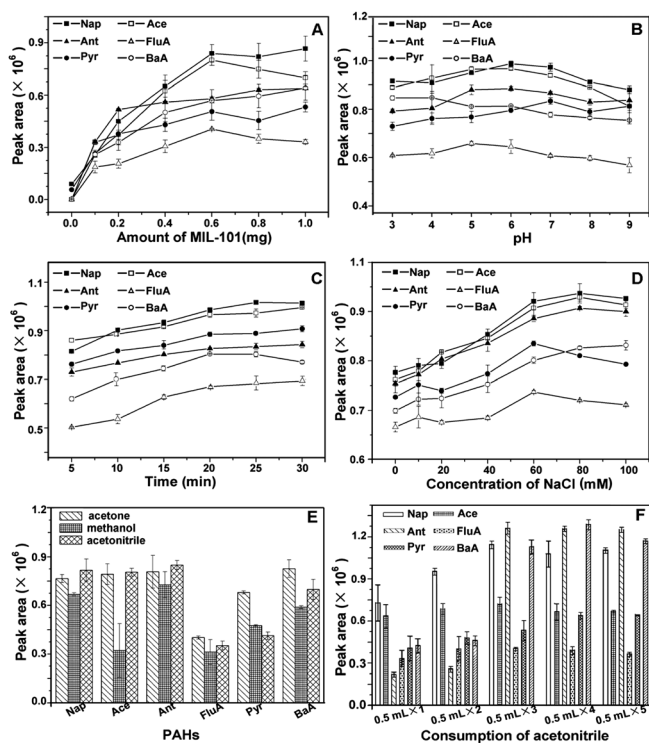 A
Nap
Ace
Ant
FluA
Pyr
BaA
Peak area (× 10⁶)
0.9
0.6
0.3
0.0
0.0 0.2 0.4 0.6 0.8 1.0
Amount of MIL-101(mg)
B
Nap
Ace
Ant
FluA
Pyr
BaA
Peak area (× 10⁶)
1.2
1.0
0.8
0.6
0.4
3 4 5 6 7 8 9
pH
C
Nap
Ace
Ant
FluA
Pyr
BaA
Peak area (× 10⁶)
1.1
0.9
0.7
0.5
5 10 15 20 25 30
Time (min)
D
Nap
Ace
Ant
FluA
Pyr
BaA
Peak area (× 10⁶)
1.0
0.9
0.8
0.7
0.6
0 20 40 60 80 100
Concentration of NaCl (mM)
E
acetone
methanol
acetonitrile
Peak area (× 10⁶)
1.2
0.9
0.6
0.3
0.0
Nap Ace Ant FluA Pyr BaA
PAHs
F
Nap
Ace
Ant
FluA
Pyr
BaA
Peak area (× 10⁶)
1.2
0.9
0.6
0.3
0.0
0.5 mL×1 0.5 mL×2 0.5 mL×3 0.5 mL×4 0.5 mL×5
Consumption of acetonitrile